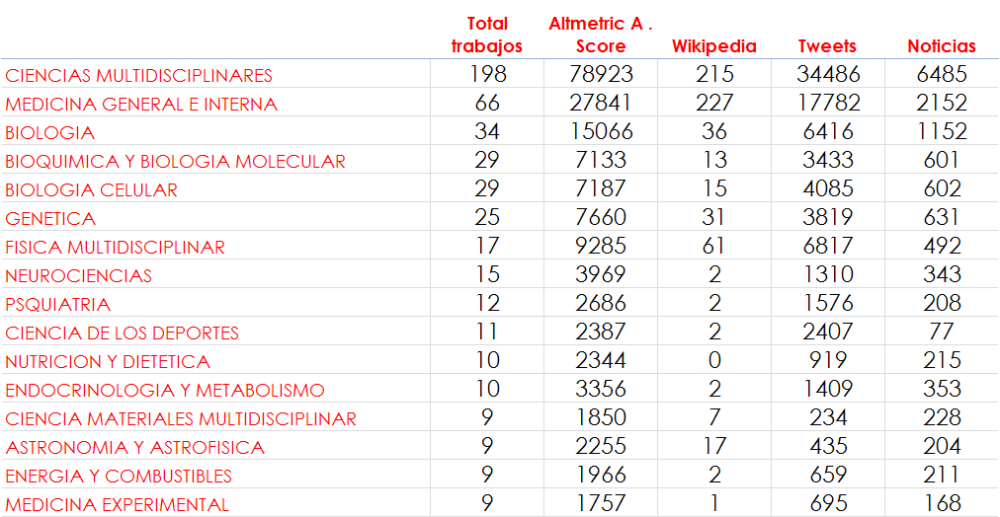 Total trabajos Altmetric A . Score Wikipedia Tweets Noticias
CIENCIAS MULTIDISCIPLINARES 198 78923 215 34486 6485
MEDICINA GENERAL E INTERNA 66 27841 227 17782 2152
BIOLOGIA 34 15066 36 6416 1152
BIOQUIMICA Y BIOLOGIA MOLECULAR 29 7133 13 3433 601
BIOLOGIA CELULAR 29 7187 15 4085 602
GENETICA 25 7660 31 3819 631
FISICA MULTIDISCIPLINAR 17 9285 61 6817 492
NEUROCIENCIAS 15 3969 2 1310 343
PSQUIATRIA 12 2686 2 1576 208
CIENCIA DE LOS DEPORTES 11 2387 2 2407 77
NUTRICION Y DIETETICA 10 2344 0 919 215
ENDOCRINOLOGIA Y METABOLISMO 10 3356 2 1409 353
CIENCIA MATERIALES MULTIDISCIPLINAR 9 1850 7 234 228
ASTRONOMIA Y ASTROFISICA 9 2255 17 435 204
ENERGIA Y COMBUSTIBLES 9 1966 2 659 211
MEDICINA EXPERIMENTAL 9 1757 1 695 168